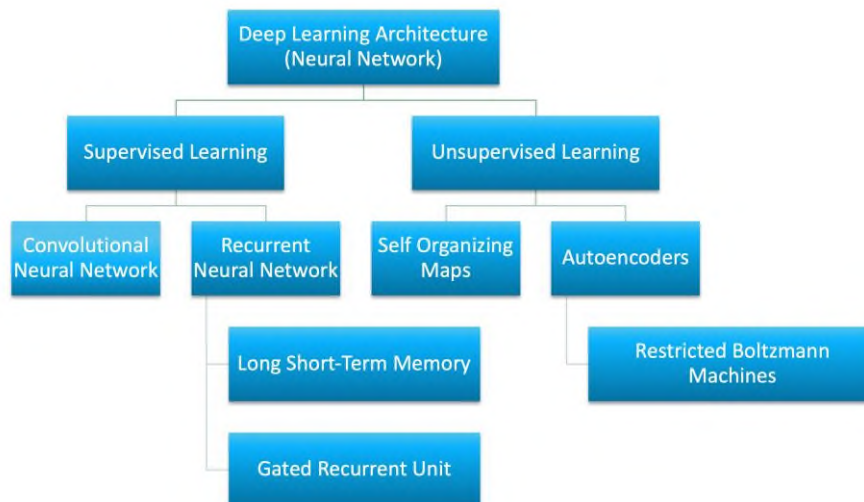 Deep Learning Architecture
(Neural Network)
Supervised Learning
Unsupervised Learning
Convolutional
Neural Network
Recurrent
Neural Network
Self Organizing
Maps
Autoencoders
Long Short-Term Memory
Restricted Boltzmann
Machines
Gated Recurrent Unit